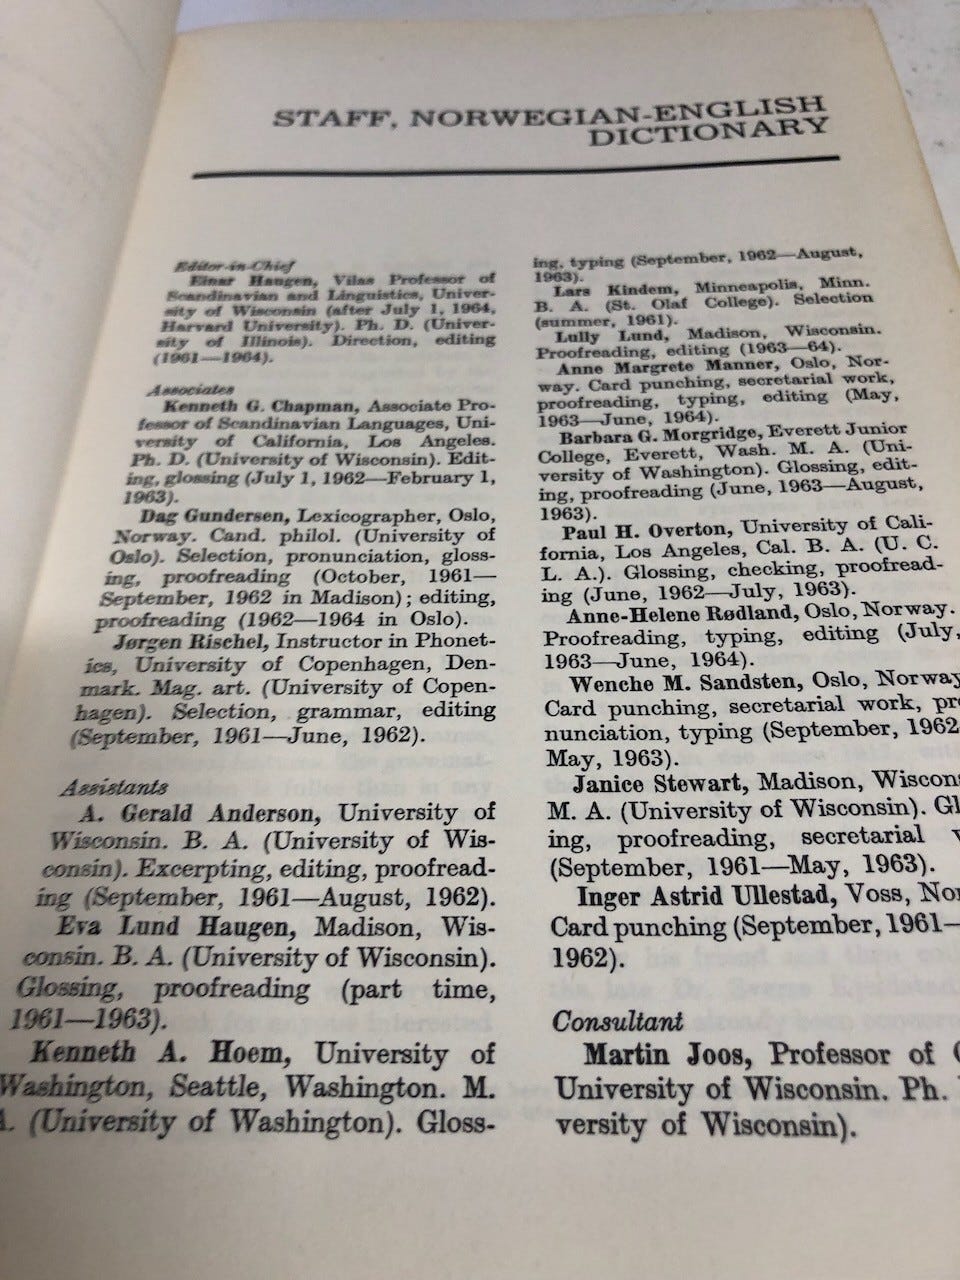 STAFF, NORWEGIAN-ENGLISH
DICTIONARY
Editor-in-Chief
Einar Haugen, Vilas Professor of
Scandinavian and Linguistics, Univer-
sity of Wisconsin (after July 1, 1964,
Harvard University). Ph. D. (Univer-
sity of Illinois). Direction, editing
(1961—1964).
Associates
Kenneth G. Chapman, Associate Pro-
fessor of Scandinavian Languages, Uni-
versity of California, Los Angeles.
Ph. D. (University of Wisconsin). Edit-
ing, glossing (July 1, 1962—February 1,
1963).
Dag Gundersen, Lexicographer, Oslo,
Norway. Cand. philol. (University of
Oslo). Selection, pronunciation, gloss-
ing, proofreading (October, 1961—
September, 1962 in Madison); editing,
proofreading (1962—1964 in Oslo).
Jørgen Rischel, Instructor in Phonet-
ics, University of Copenhagen, Den-
mark. Mag. art. (University of Copen-
hagen). Selection, grammar, editing
(September, 1961—June, 1962).
Assistants
A. Gerald Anderson, University of
Wisconsin. B. A. (University of Wis-
consin). Excerpting, editing, proofread-
ing (September, 1961—August, 1962).
Eva Lund Haugen, Madison, Wis-
consin. B. A. (University of Wisconsin).
Glossing, proofreading (part time,
1961—1963).
Kenneth A. Hoem, University of
Washington, Seattle, Washington. M.
A. (University of Washington). Gloss-
ing, typing (September, 1962—August,
1963).
Lars Kindem, Minneapolis, Minn.
B. A. (St. Olaf College). Selection
(summer, 1961).
Lully Lund, Madison, Wisconsin.
Proofreading, editing (1963—64).
Anne Margrete Manner, Oslo, Nor-
way. Card punching, secretarial work,
proofreading, typing, editing (May,
1963—June, 1964).
Barbara G. Morgridge, Everett Junior
College, Everett, Wash. M. A. (Uni-
versity of Washington). Glossing, edit-
ing, proofreading (June, 1963—August,
1963).
Paul H. Overton, University of Cali-
fornia, Los Angeles, Cal. B. A. (U. C.
L. A.). Glossing, checking, proofread-
ing (June, 1962—July, 1963).
Anne-Helene Rødland, Oslo, Norway.
Proofreading, typing, editing (July,
1963—June, 1964).
Wenche M. Sandsten, Oslo, Norway
Card punching, secretarial work, pr
nunciation, typing (September, 1962
May, 1963).
Janice Stewart, Madison, Wiscons
M. A. (University of Wisconsin). Gl
ing, proofreading, secretarial
(September, 1961—May, 1963).
Inger Astrid Ullestad, Voss, Nor
Card punching (September, 1961—
1962).
Consultant
Martin Joos, Professor of
University of Wisconsin. Ph.
versity of Wisconsin).